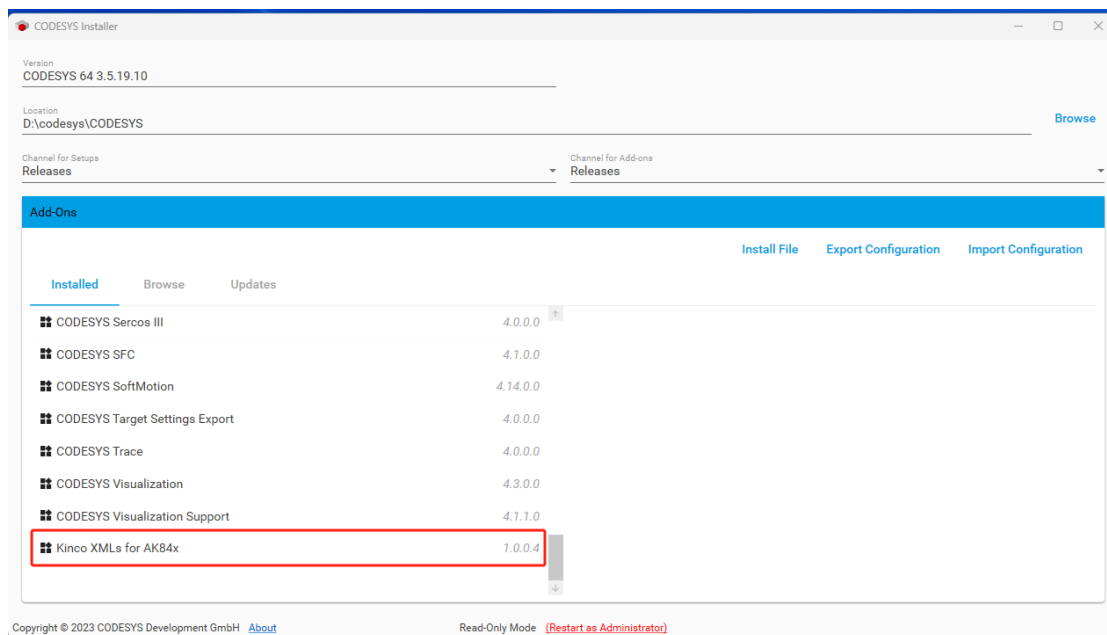 CODESYS Installer
Version
CODESYS 64 3.5.19.10
Location
D:\codesys\CODESYS
Browse
Channel for Setups
Channel for Add-ons
Releases
Releases
Add-Ons
Install File Export Configuration Import Configuration
Installed Browse Updates
CODESYS Sercos III 4.0.0.0
CODESYS SFC 4.1.0.0
CODESYS SoftMotion 4.14.0.0
CODESYS Target Settings Export 4.0.0.0
CODESYS Trace 4.0.0.0
CODESYS Visualization 4.3.0.0
CODESYS Visualization Support 4.1.1.0
Kinco XMLs for AK84x 1.0.0.4
Copyright © 2023 CODESYS Development GmbH About Read-Only Mode (Restart as Administrator)